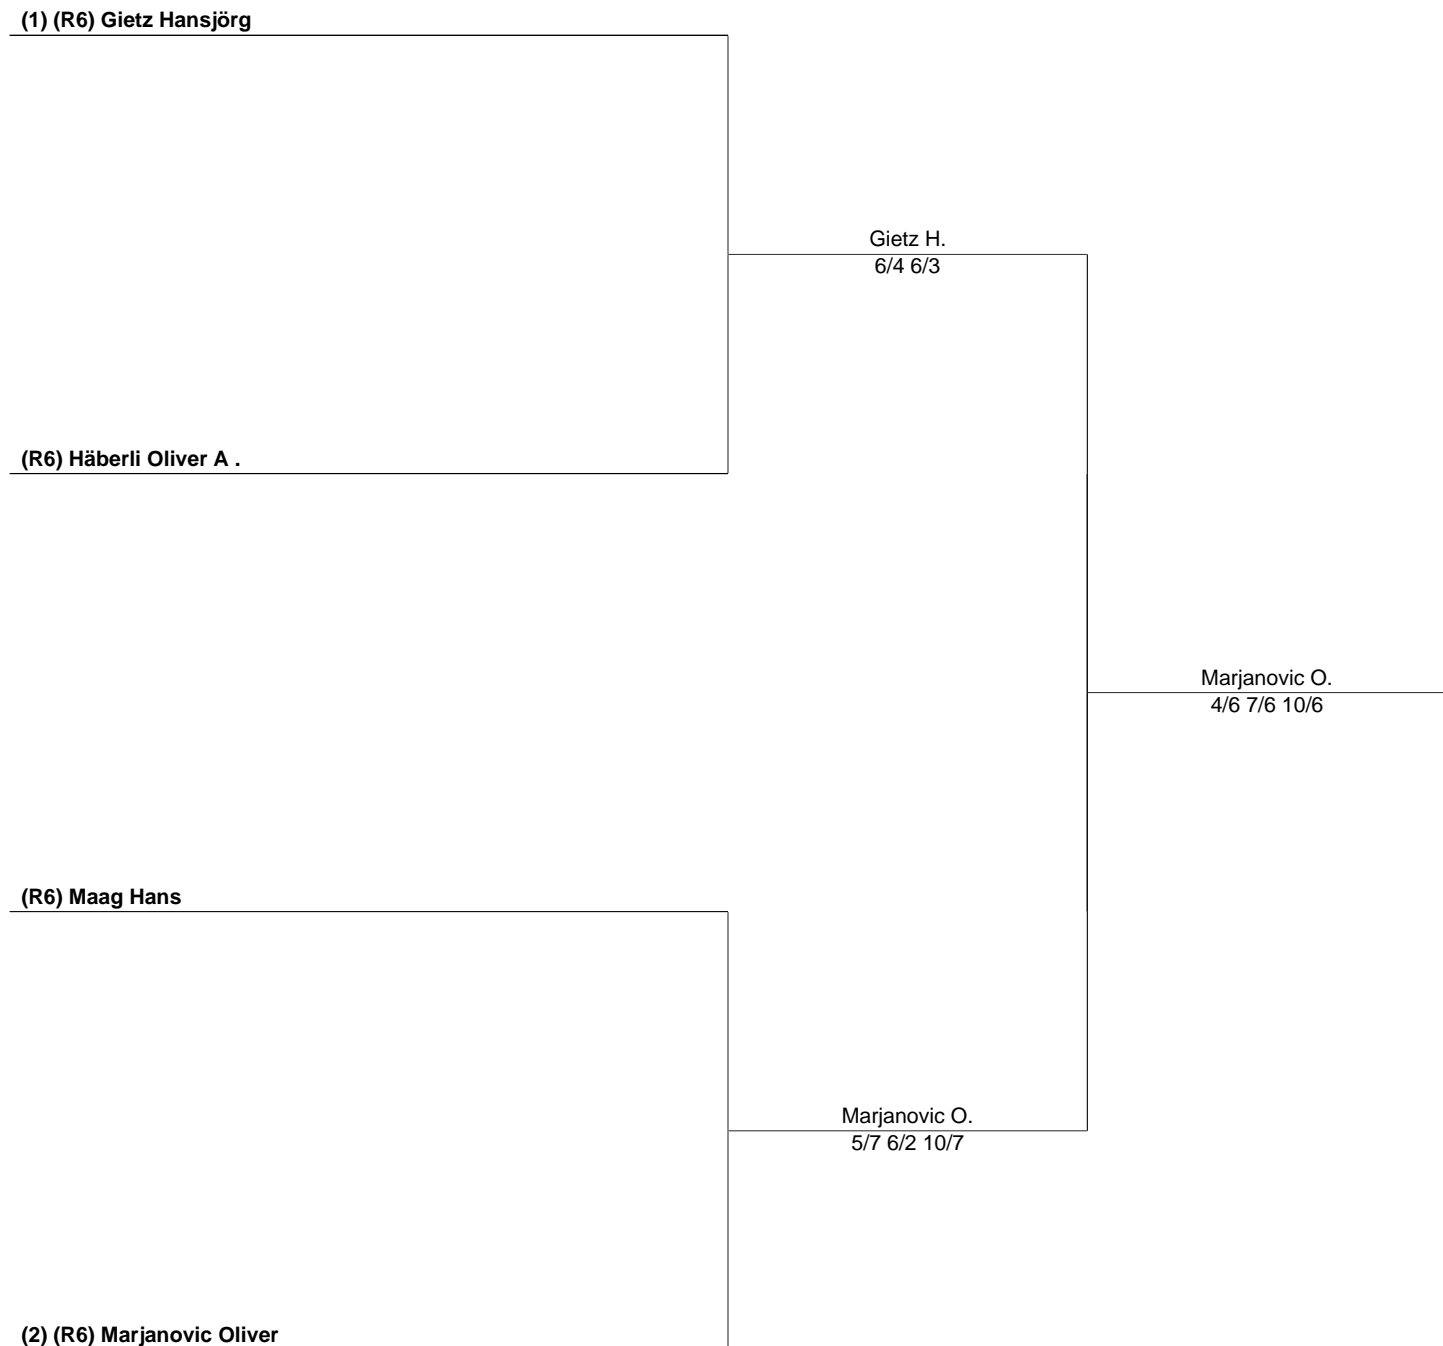 (1) (R6) Gietz Hansjörg
Gietz H.
6/4 6/3
(R6) Häberli Oliver A .
Marjanovic O.
4/6 7/6 10/6
(R6) Maag Hans
Marjanovic O.
5/7 6/2 10/7
(2) (R6) Marjanovic Oliver